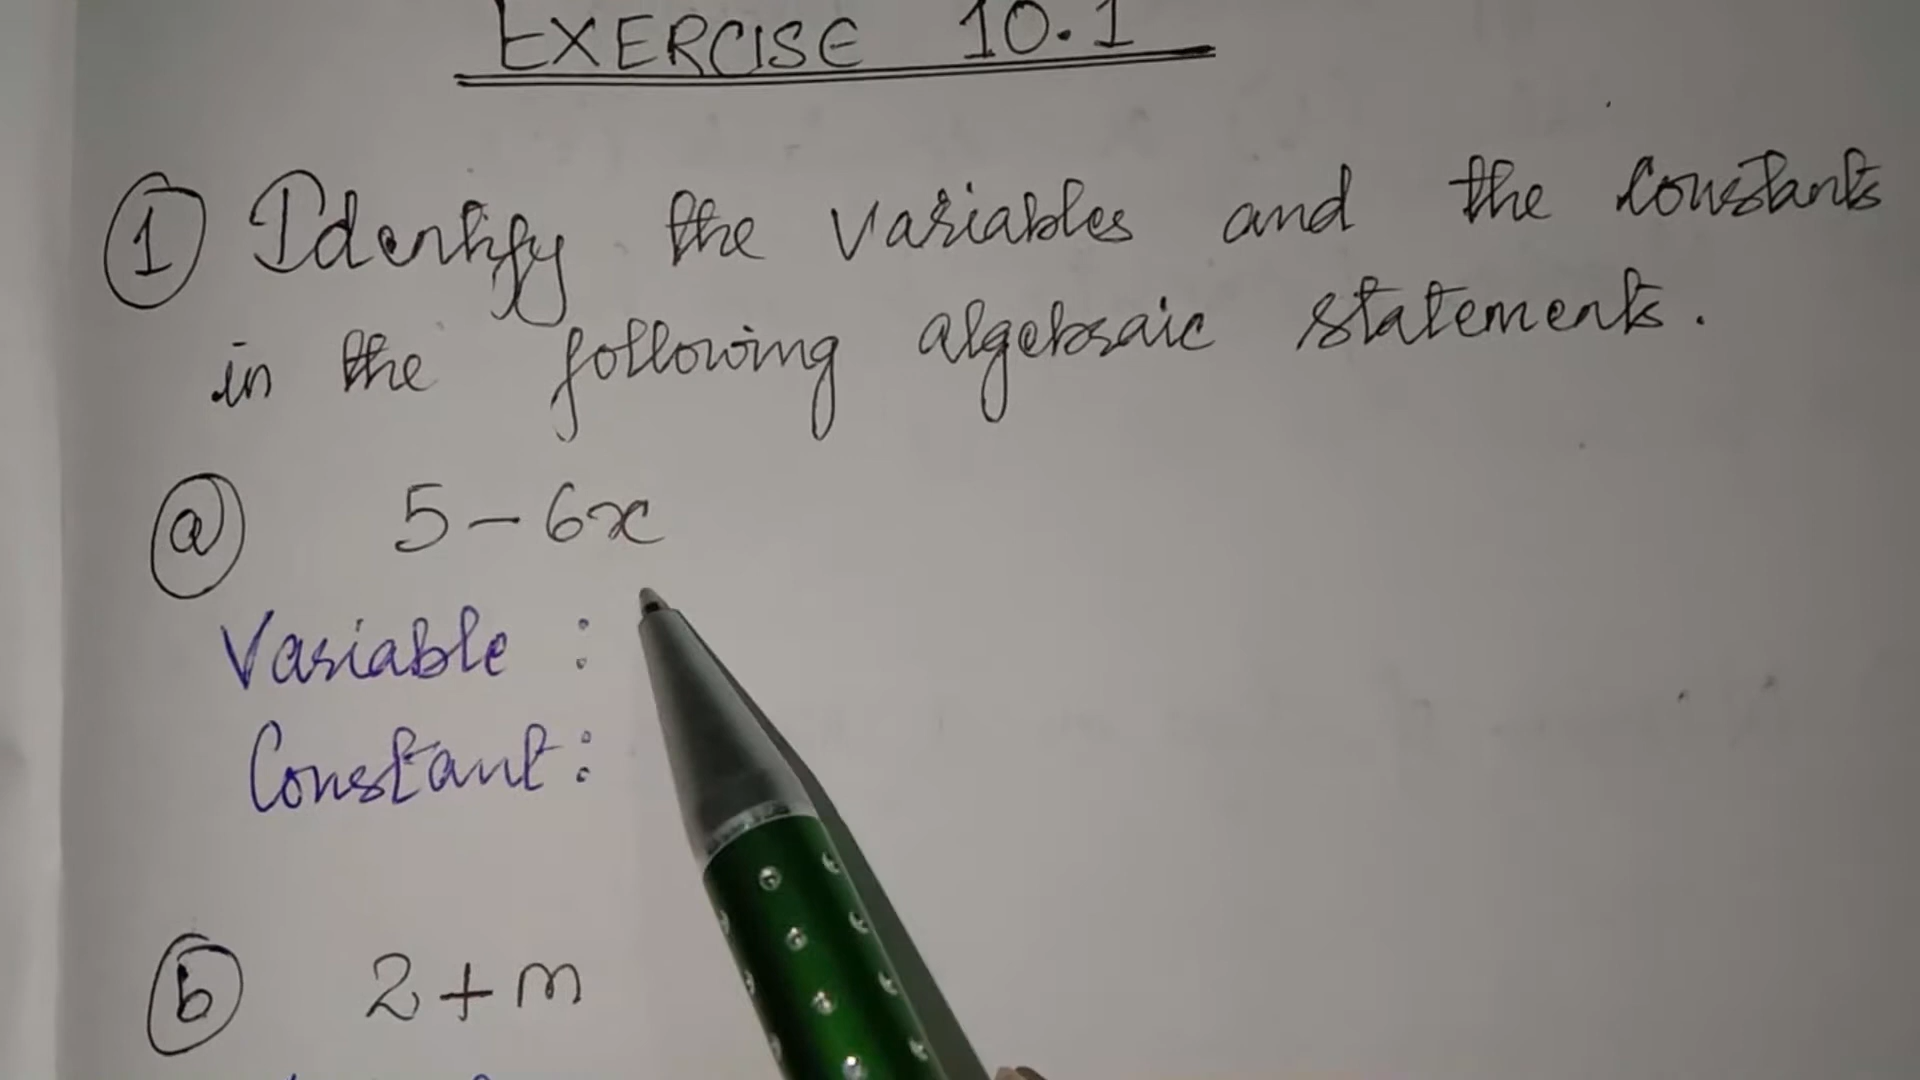 EXERCISE 10.1
1 Identify the variables and the constants
in the following algebraic statements.
a 5-6x
Variable :
Constant :
b 2+m